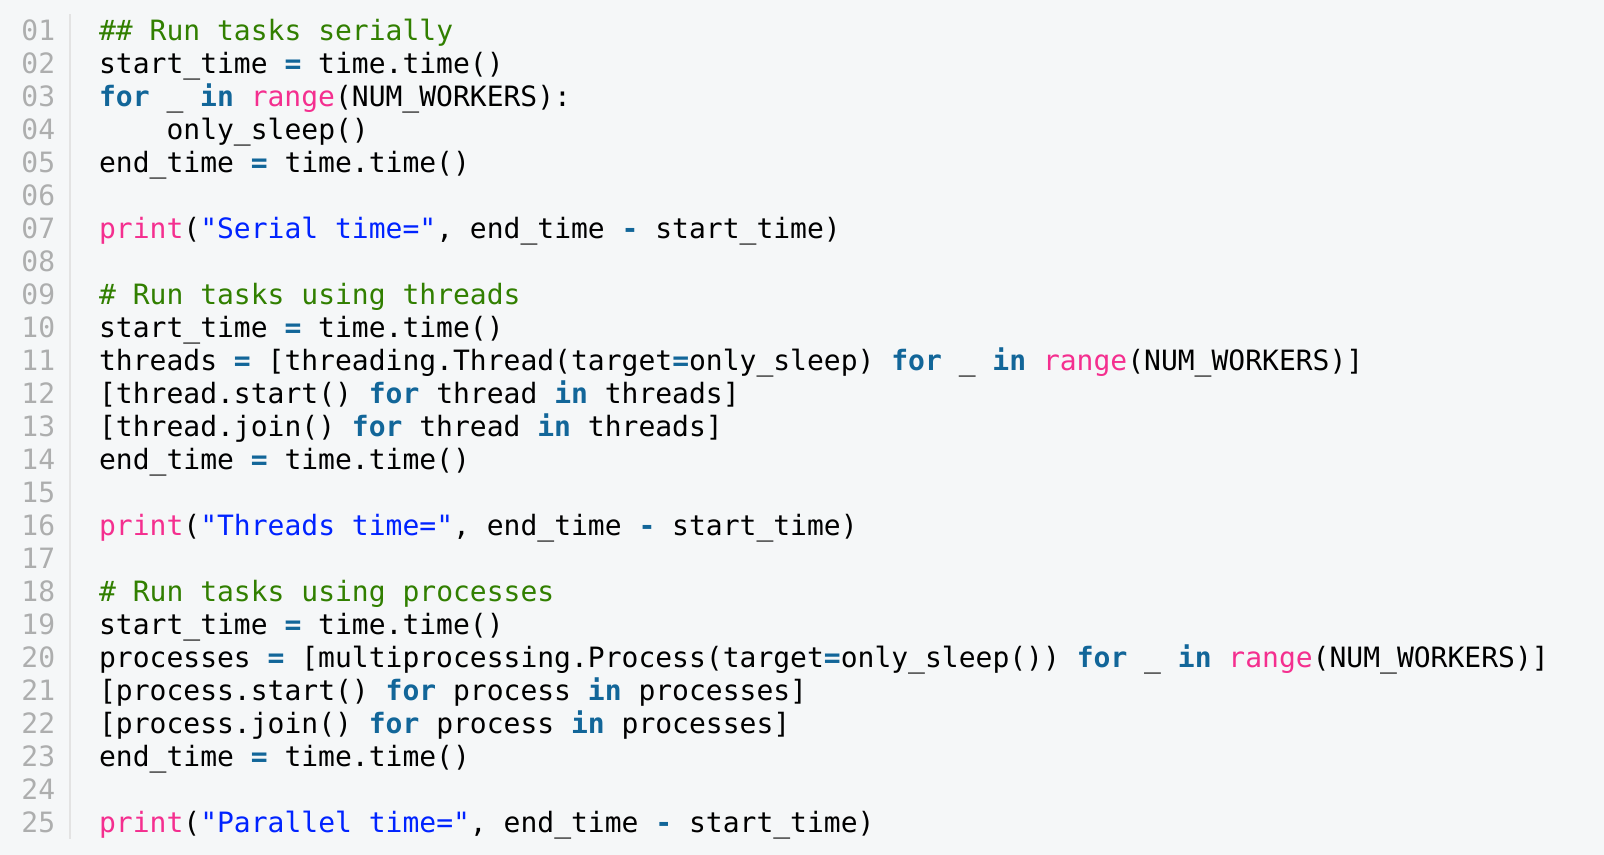 01 ## Run tasks serially
02 start_time = time.time()
03 for _ in range(NUM_WORKERS):
04     only_sleep()
05 end_time = time.time()
06
07 print("Serial time=", end_time - start_time)
08
09 # Run tasks using threads
10 start_time = time.time()
11 threads = [threading.Thread(target=only_sleep) for _ in range(NUM_WORKERS)]
12 [thread.start() for thread in threads]
13 [thread.join() for thread in threads]
14 end_time = time.time()
15
16 print("Threads time=", end_time - start_time)
17
18 # Run tasks using processes
19 start_time = time.time()
20 processes = [multiprocessing.Process(target=only_sleep()) for _ in range(NUM_WORKERS)]
21 [process.start() for process in processes]
22 [process.join() for process in processes]
23 end_time = time.time()
24
25 print("Parallel time=", end_time - start_time)